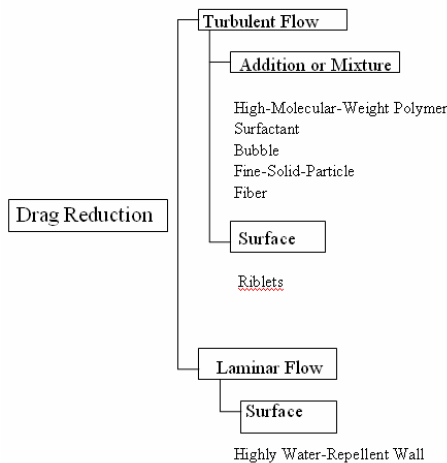 Turbulent Flow
Addition or Mixture
High-Molecular-Weight Polymer
Surfactant
Bubble
Fine-Solid-Particle
Fiber
Drag Reduction
Surface
Riblets
Laminar Flow
Surface
Highly Water-Repellent Wall